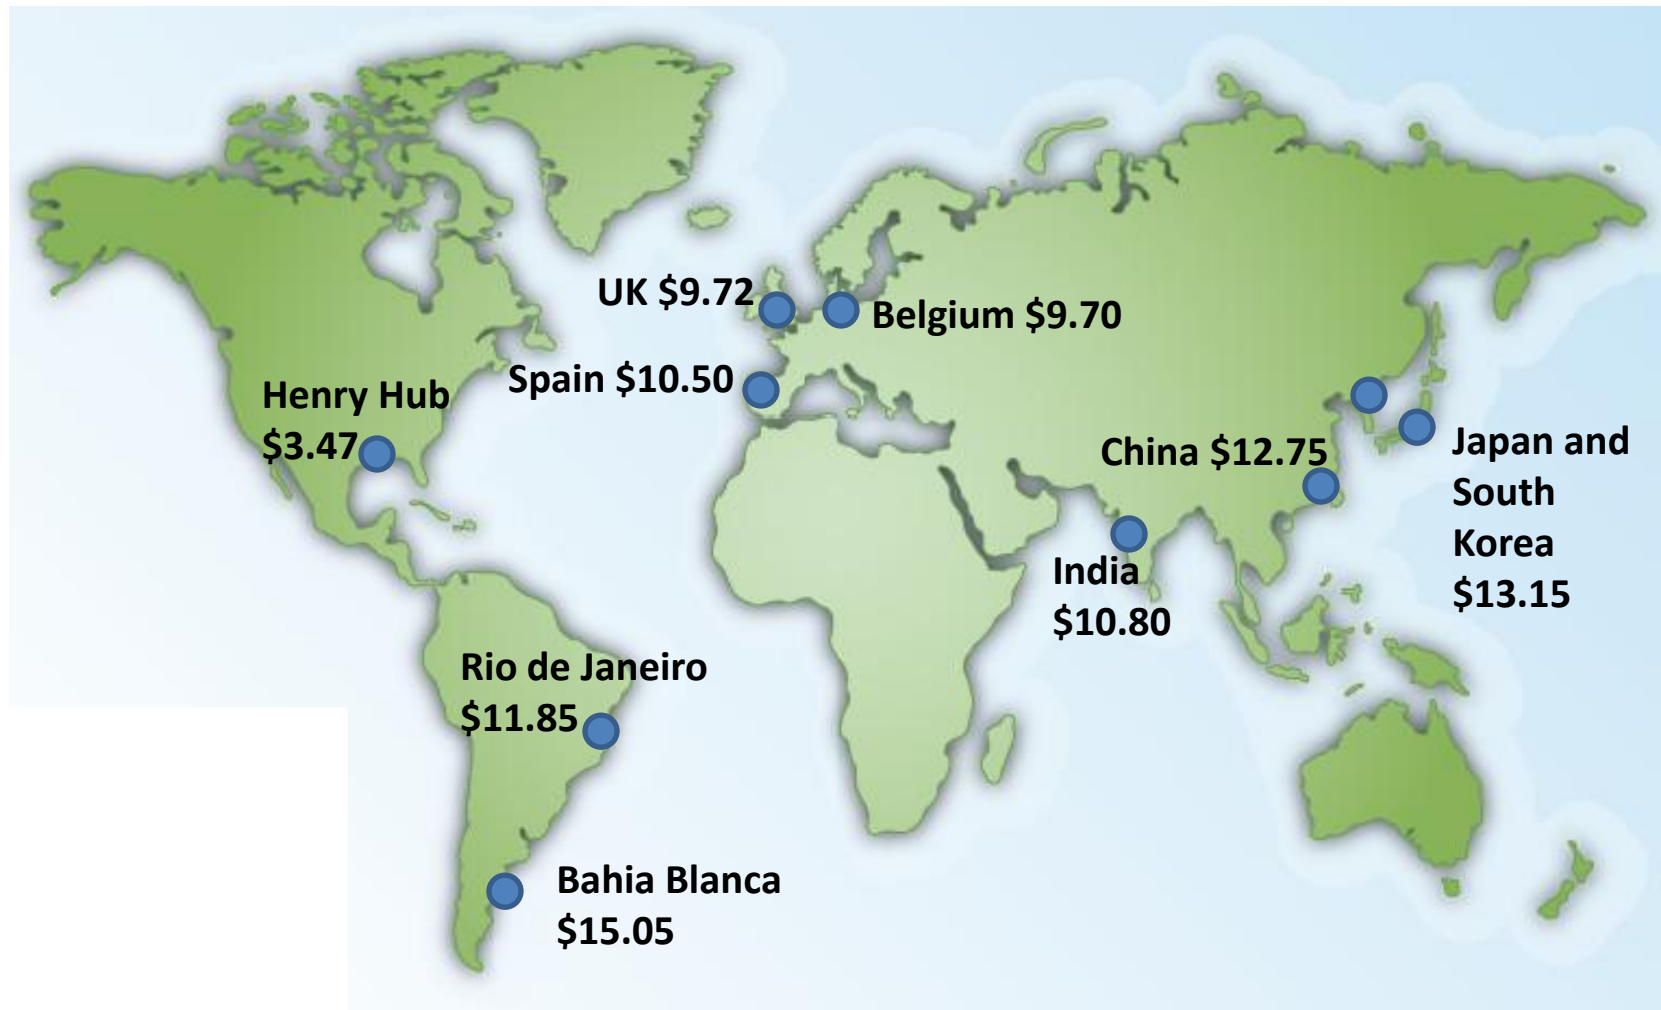 UK $9.72
Belgium $9.70
Spain $10.50
Henry Hub
$3.47
China $12.75
Japan and
South
Korea
$13.15
India
$10.80
Rio de Janeiro
$11.85
Bahia Blanca
$15.05